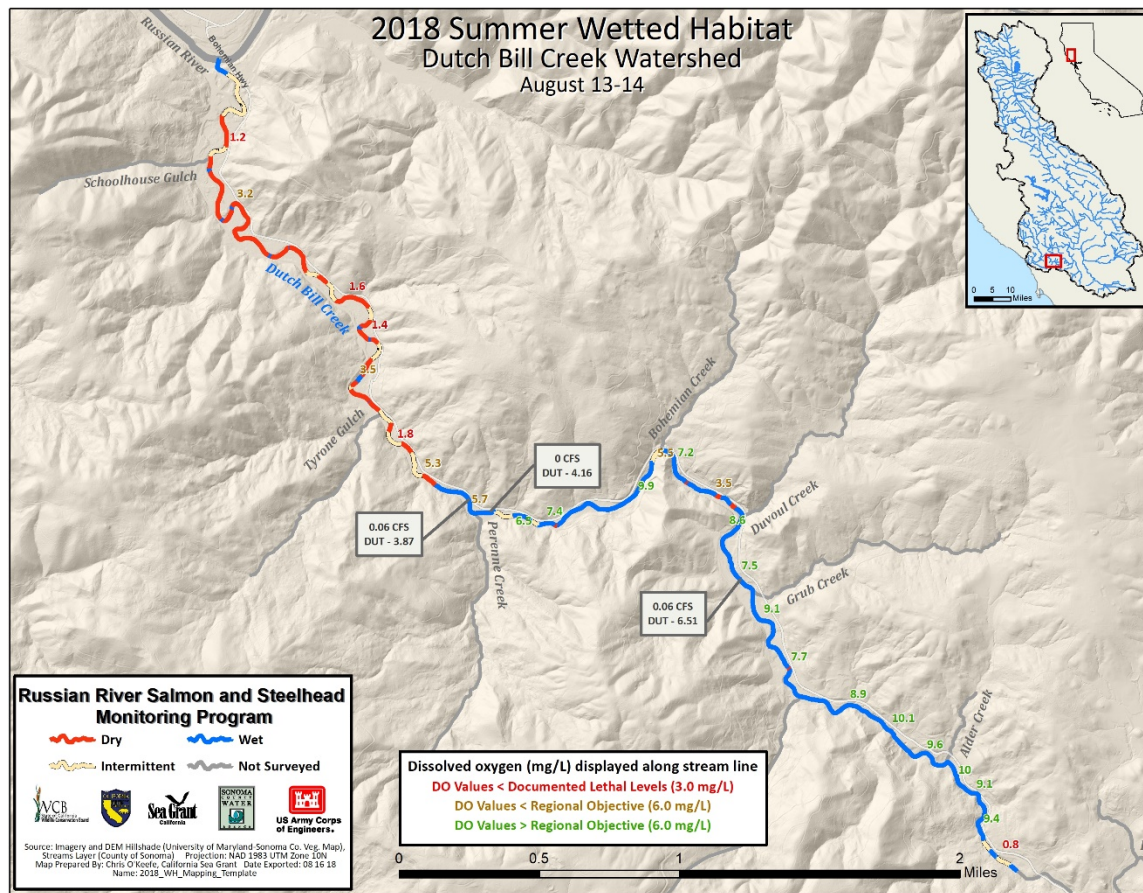 2018 Summer Wetted Habitat
Dutch Bill Creek Watershed
August 13-14
Russian River
Bohemian Hwy
1.2
Schoolhouse Gulch
3.2
Dutch Bill Creek
1.6
1.4
3.5
Tyrone Gulch
1.8
5.3
0 CFS
DUT - 4.16
5.7
0.06 CFS
DUT - 3.87
Perenne Creek
6.9
7.4
9.9
Bohemian Creek
5.5
7.2
3.5
8.6
Duvoul Creek
7.5
0.06 CFS
DUT - 6.51
Grub Creek
9.1
7.7
8.9
10.1
9.6
Alder Creek
10
9.1
9.4
0.8
0 5 10
Miles
Russian River Salmon and Steelhead
Monitoring Program
Dry
Wet
Intermittent
Not Surveyed
WCB
Sea Grant
California
SONOMA
COUNTY
WATER
AGENCY
US Army Corps
of Engineers®
Source: Imagery and DEM Hillshade (University of Maryland-Sonoma Co. Veg. Map),
Streams Layer (County of Sonoma) Projection: NAD 1983 UTM Zone 10N
Map Prepared By: Chris O'Keefe, California Sea Grant Date Exported: 08 16 18
Name: 2018_WH_Mapping_Template
Dissolved oxygen (mg/L) displayed along stream line
DO Values < Documented Lethal Levels (3.0 mg/L)
DO Values < Regional Objective (6.0 mg/L)
DO Values > Regional Objective (6.0 mg/L)
0 0.5 1 2
Miles